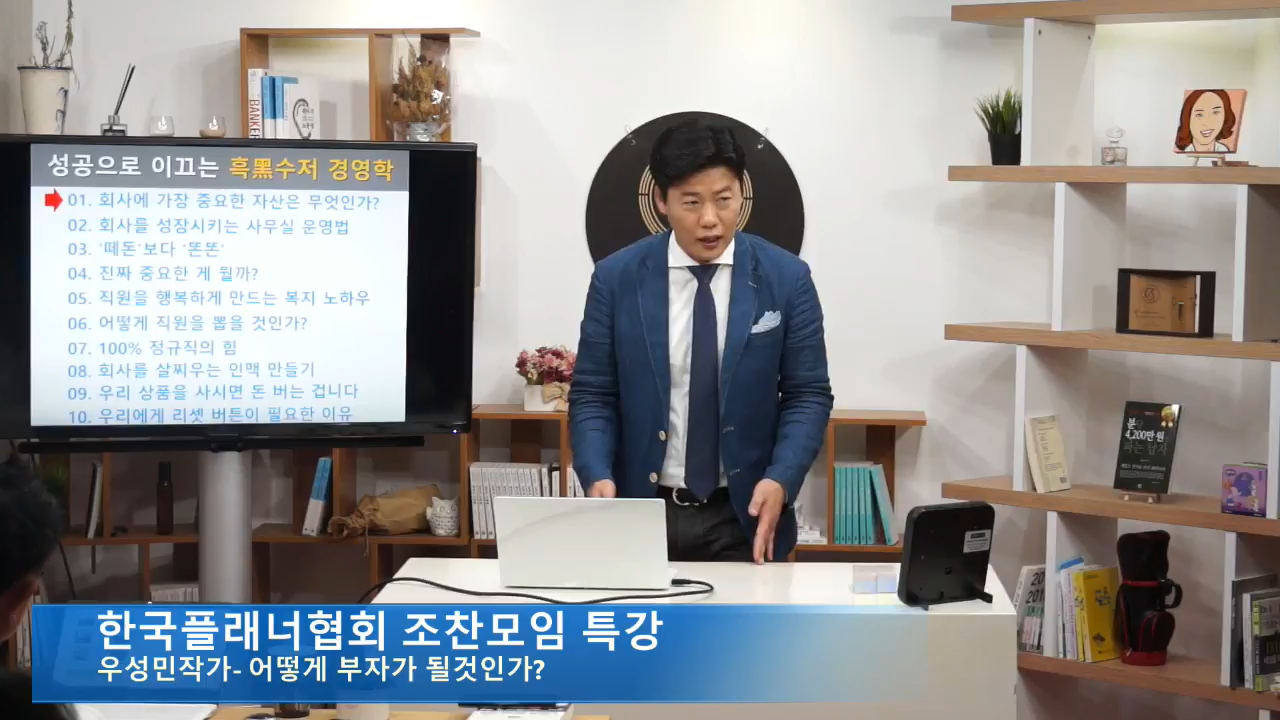 성공으로 이끄는 흑黑수저 경영학
01. 회사에 가장 중요한 자산은 무엇인가?
02. 회사를 성장시키는 사무실 운영법
03. '떼돈'보다 '똔똔'
04. 진짜 중요한 게 뭘까?
05. 직원을 행복하게 만드는 복지 노하우
06. 어떻게 직원을 뽑을 것인가?
07. 100% 정규직의 힘
08. 회사를 살찌우는 인맥 만들기
09. 우리 상품을 사시면 돈 버는 겁니다
10. 우리에게 리셋 버튼이 필요한 이유
BANKER
4,200만 원
한국플래너협회 조찬모임 특강
우성민작가- 어떻게 부자가 될것인가?